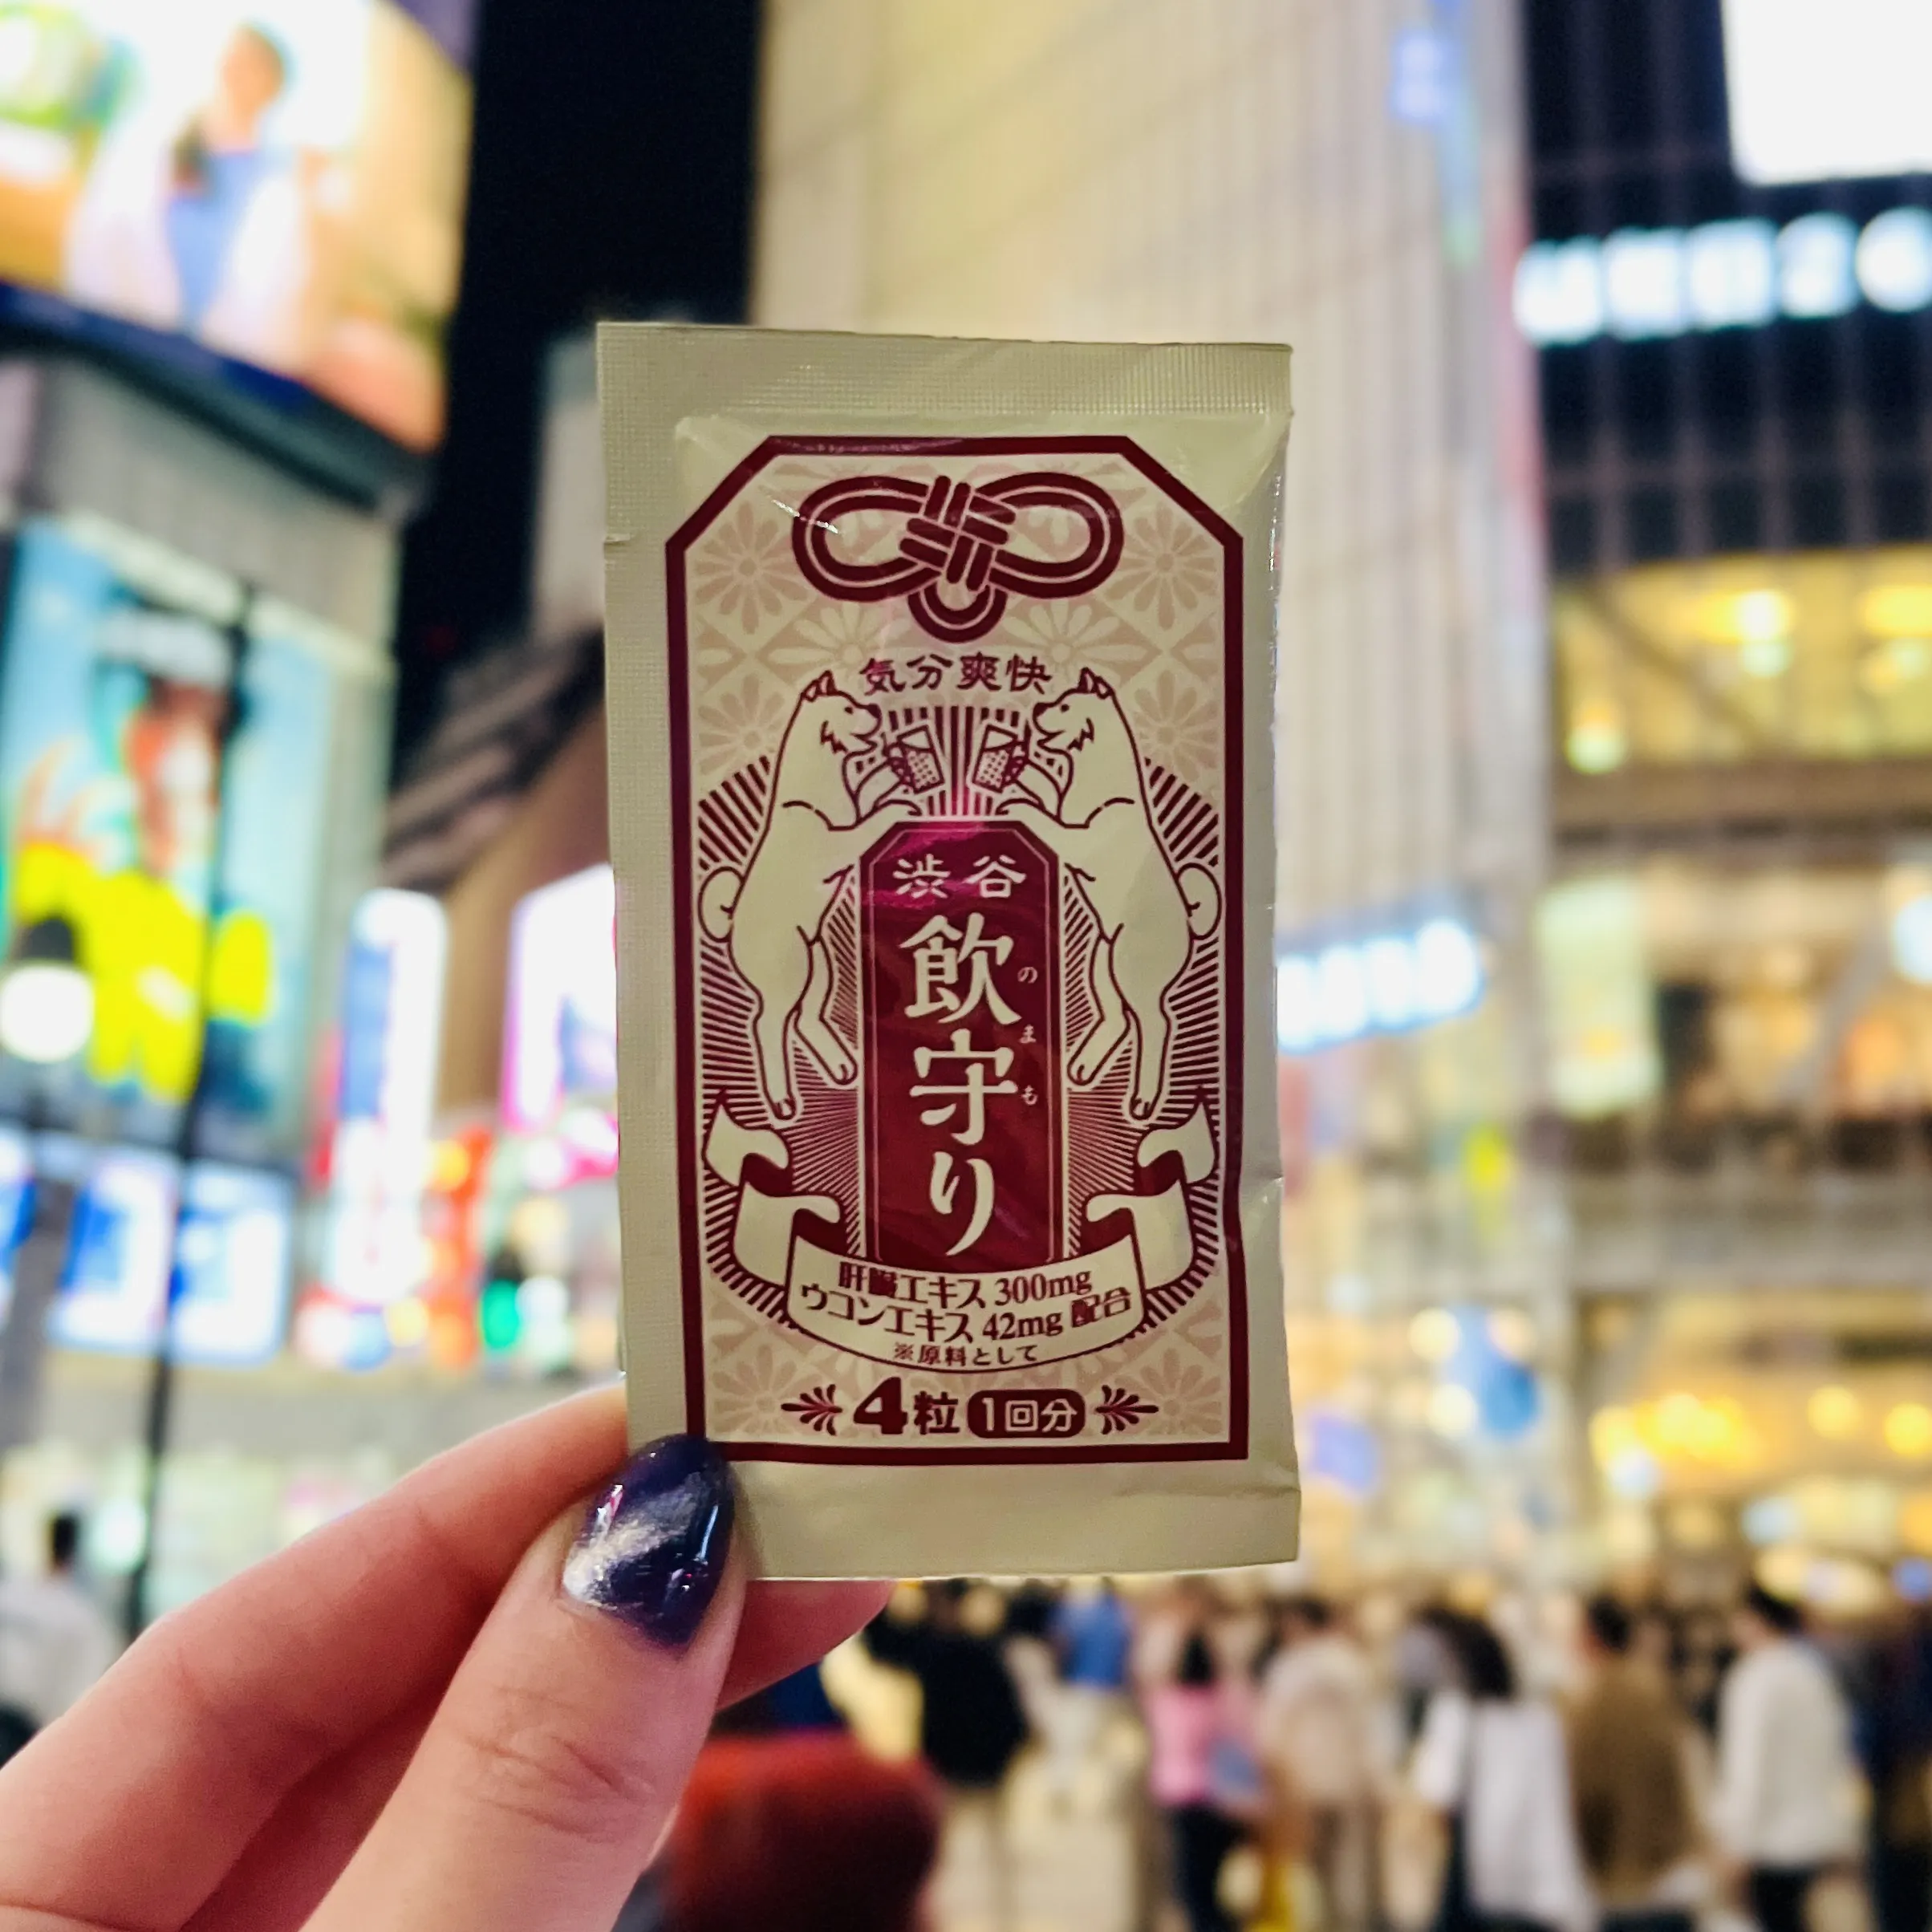 気分爽快
渋谷
飲守り
のまも
肝臓エキス 300mg
ウコンエキス 42mg 配合
※原料として
4粒 1回分